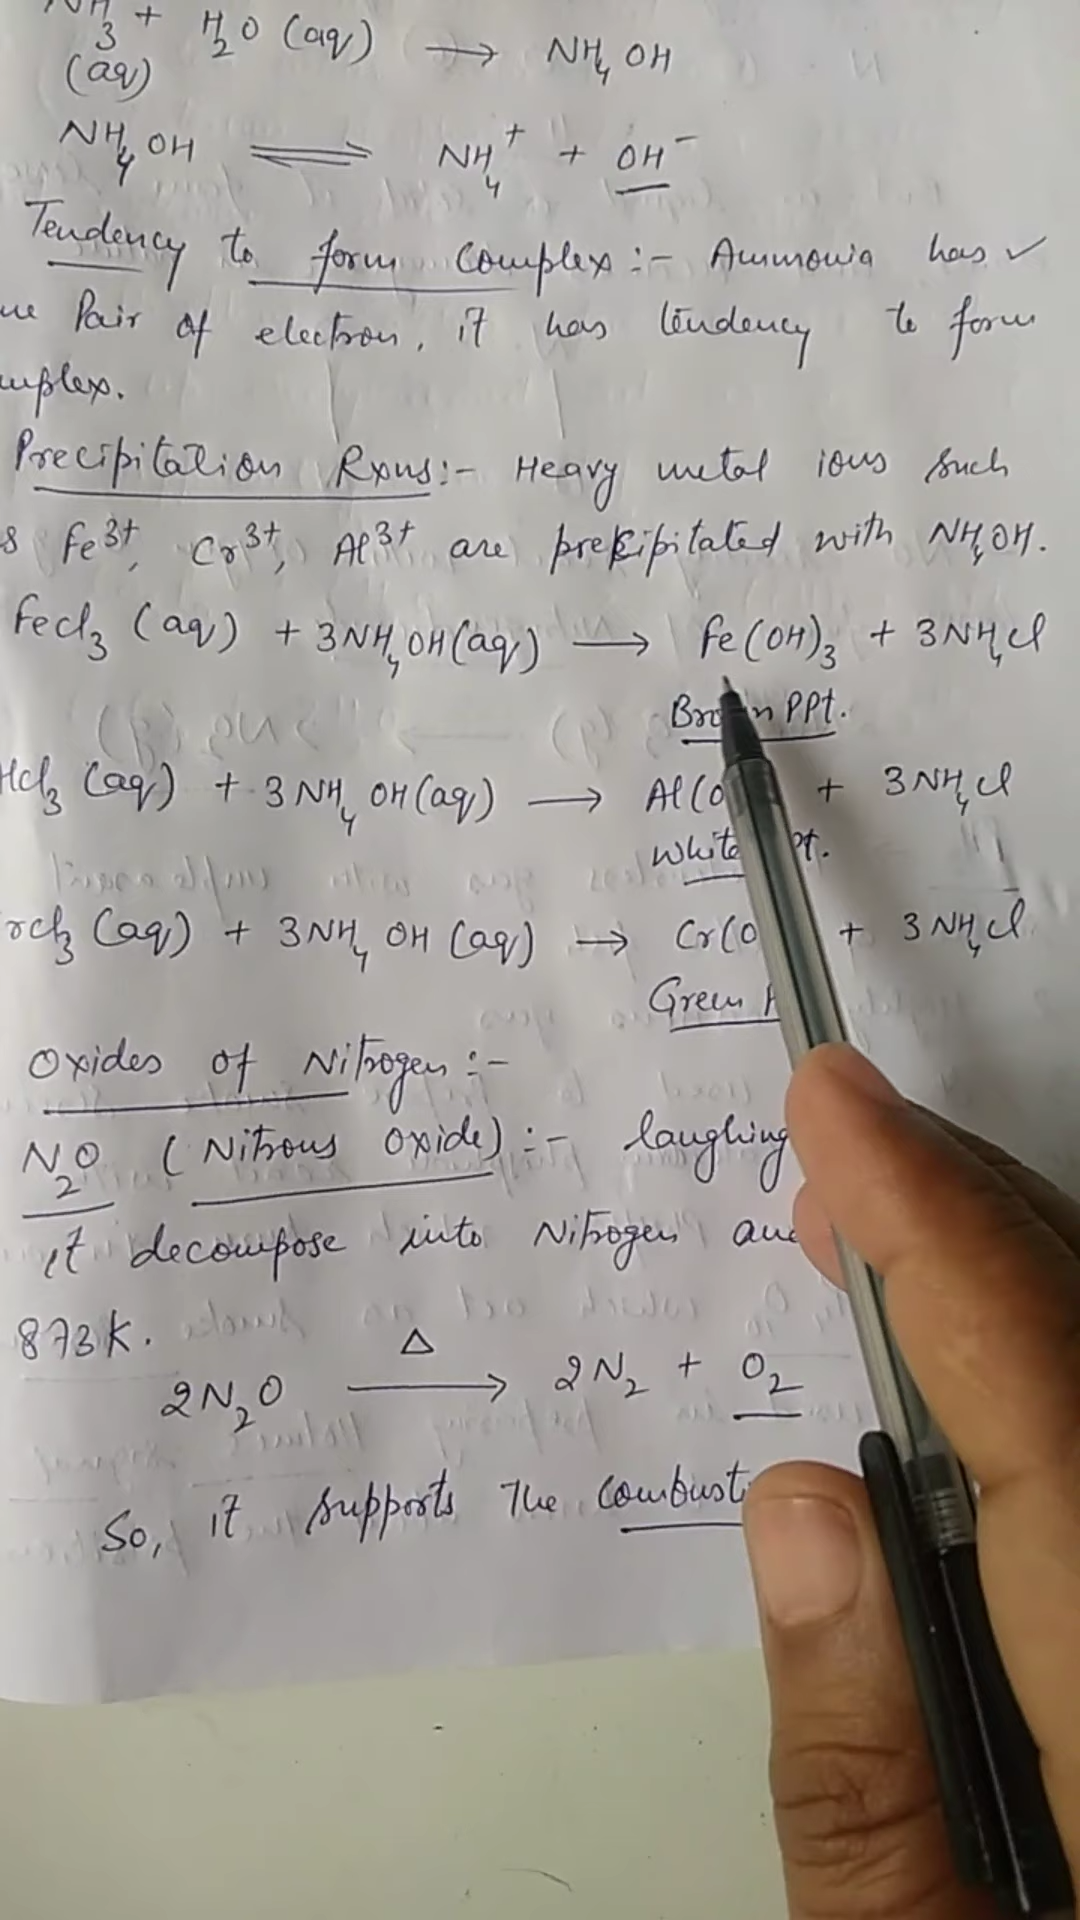 NH3 + H2O (aq) → NH4OH
(aq)
NH4OH ⇌ NH4+ + OH−
Tendency to form Complex :- Ammonia has ✓
Pair of electron, it has tendency to form
Precipitation Rxns:- Heavy metal ions such
Fe3+, Cr3+, Al3+ are precipitated with NH4OH.
FeCl3 (aq) + 3NH4OH(aq) → Fe(OH)3 + 3NH4Cl
Brown PPt.
(aq) + 3NH4OH(aq) → Al(O + 3NH4Cl
White
(aq) + 3NH4OH (aq) → Cr(O + 3NH4Cl
Green
Oxides of Nitrogen :-
N2O (Nitrous Oxide) :- laughing
it decompose into Nitrogen
873K.
2N2O →Δ 2N2 + O2
So, it supports The